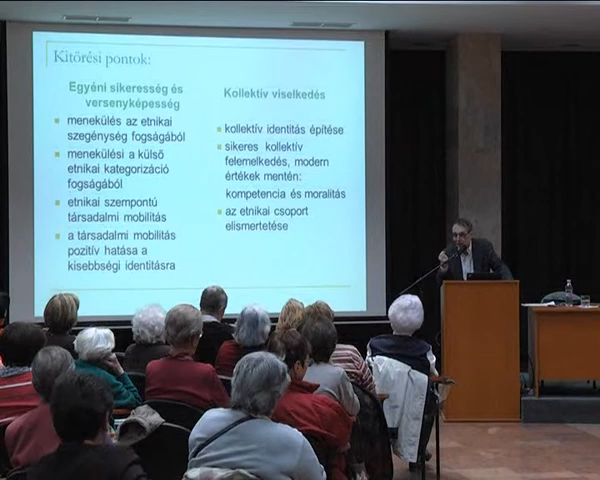 Kitörési pontok:
Egyéni sikeresség és
versenyképesség
menekülés az etnikai
szegénység fogságából
menekülési a külső
etnikai kategorizáció
fogságából
etnikai szempontú
társadalmi mobilitás
a társadalmi mobilitás
pozitív hatása a
kisebbségi identitásra
Kollektív viselkedés
kollektív identitás építése
sikeres kollektív
felemelkedés, modern
értékek mentén:
kompetencia és moralitás
az etnikai csoport
elismertetése